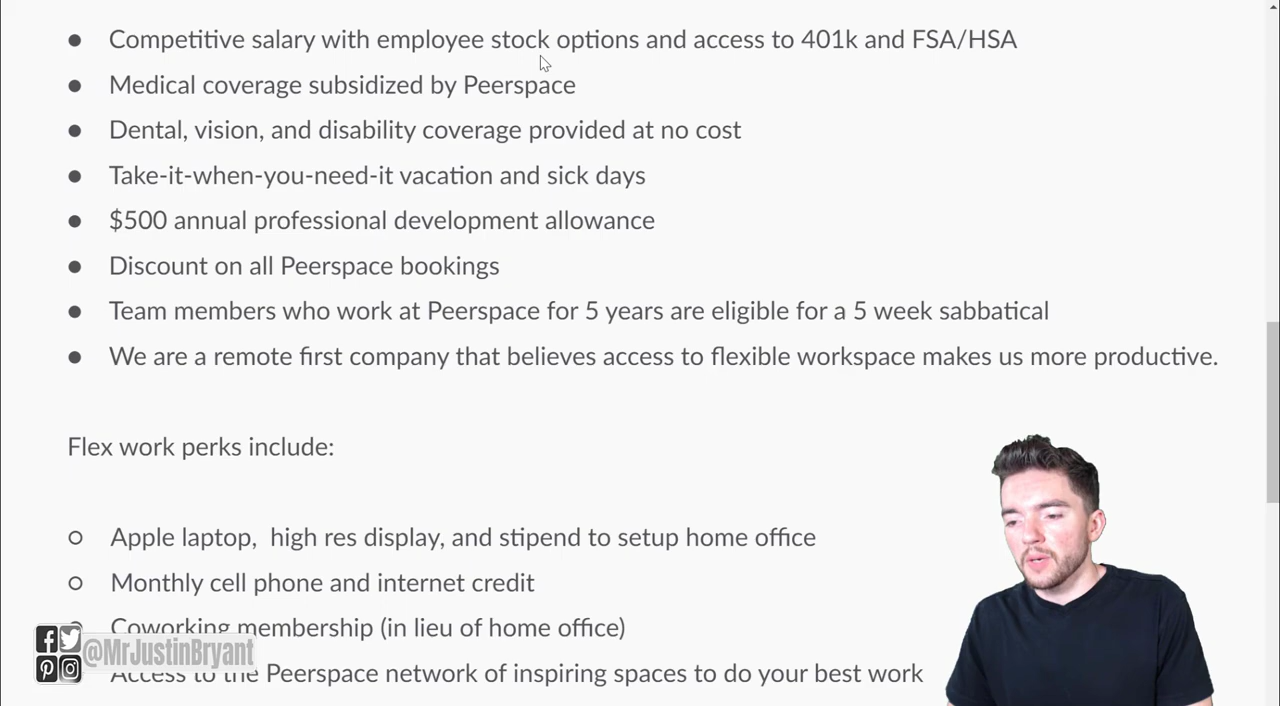 Competitive salary with employee stock options and access to 401k and FSA/HSA
Medical coverage subsidized by Peerspace
Dental, vision, and disability coverage provided at no cost
Take-it-when-you-need-it vacation and sick days
$500 annual professional development allowance
Discount on all Peerspace bookings
Team members who work at Peerspace for 5 years are eligible for a 5 week sabbatical
We are a remote first company that believes access to flexible workspace makes us more productive.
Flex work perks include:
Apple laptop,  high res display, and stipend to setup home office
Monthly cell phone and internet credit
Coworking membership (in lieu of home office)
@MrJustinBryant
Access to the Peerspace network of inspiring spaces to do your best work